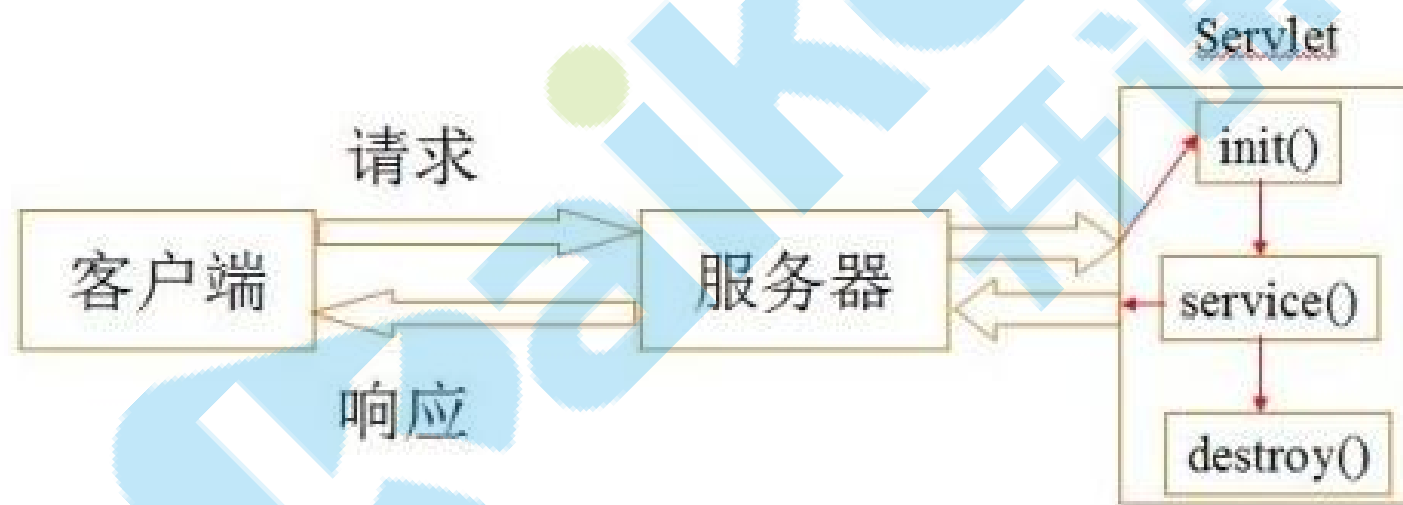 Servlet
请求
init()
客户端
服务器
service()
响应
destroy()